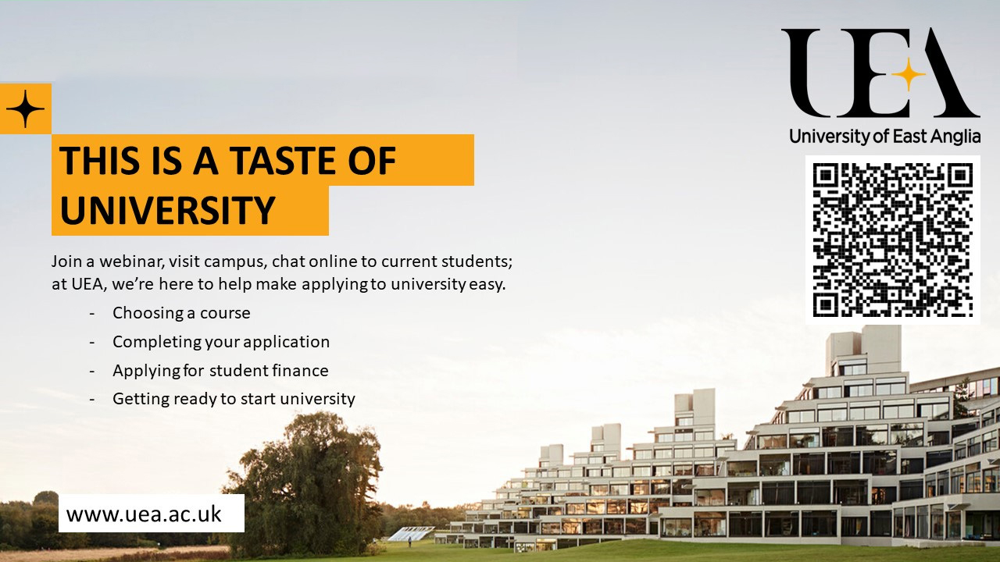 UEA
University of East Anglia
THIS IS A TASTE OF
UNIVERSITY
Join a webinar, visit campus, chat online to current students;
at UEA, we’re here to help make applying to university easy.
- Choosing a course
- Completing your application
- Applying for student finance
- Getting ready to start university
www.uea.ac.uk